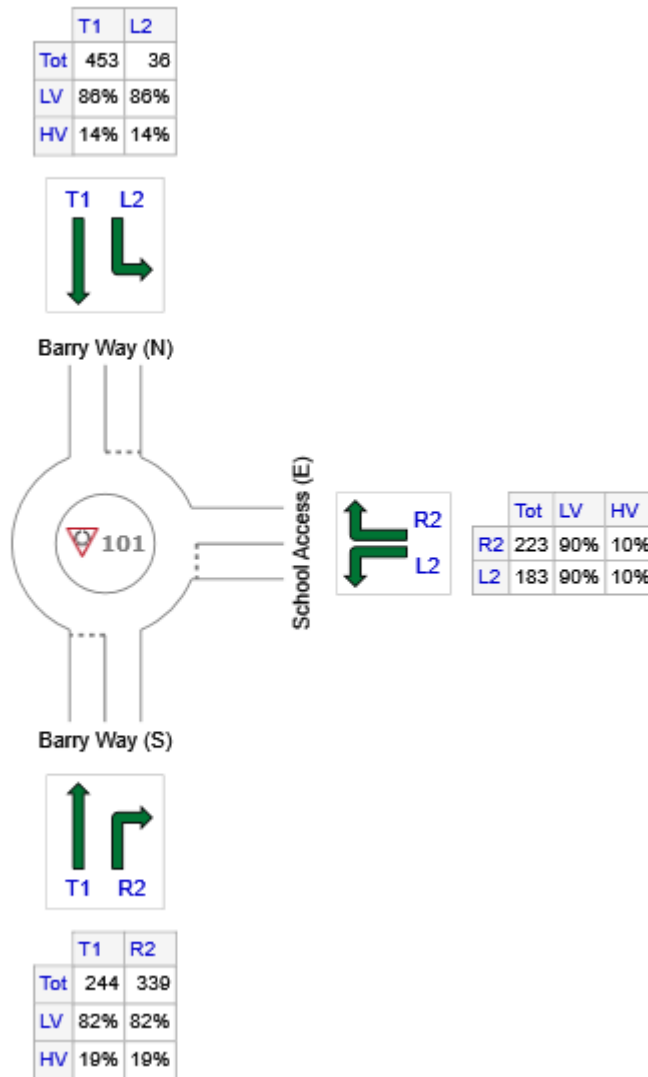 T1 L2
Tot 453 36
LV 86% 86%
HV 14% 14%
T1 L2
Barry Way (N)
101
School Access (E)
R2
L2
Tot LV HV
R2 223 90% 10%
L2 183 90% 10%
Barry Way (S)
T1 R2
T1 R2
Tot 244 339
LV 82% 82%
HV 19% 19%